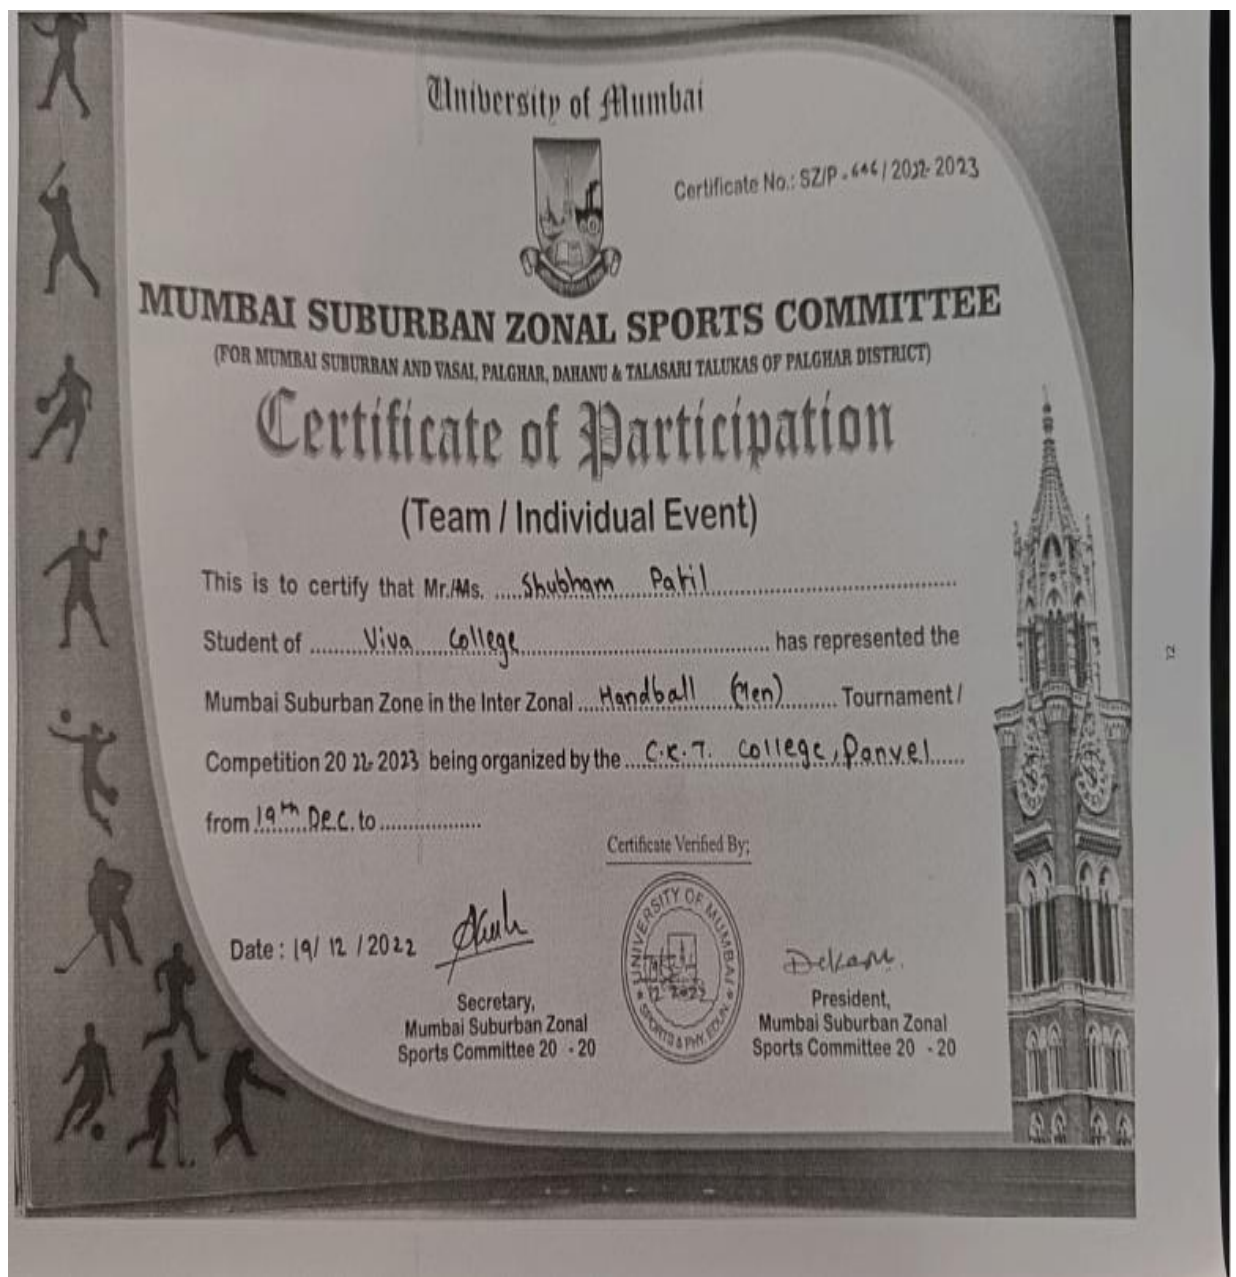 University of Mumbai
Certificate No.: SZ/P - 646 / 2022-2023
MUMBAI SUBURBAN ZONAL SPORTS COMMITTEE
(FOR MUMBAI SUBURBAN AND VASAI, PALGHAR, DAHANU & TALASARI TALUKAS OF PALGHAR DISTRICT)
Certificate of Participation
(Team / Individual Event)
This is to certify that Mr./Ms. .....Shubham Patil..............................
Student of .........Viva College.................................... has represented the
Mumbai Suburban Zone in the Inter Zonal ...Handball (Men)......... Tournament /
Competition 20 22-2023 being organized by the ...C.K.T. College, Panvel......
from 19th Dec. to ..................
Certificate Verified By;
Date : 19/ 12 /2022
UNIVERSITY OF MUMBAI
SPORTS & PHY. EDUN.
Secretary,
Mumbai Suburban Zonal
Sports Committee 20 - 20
President,
Mumbai Suburban Zonal
Sports Committee 20 - 20
12